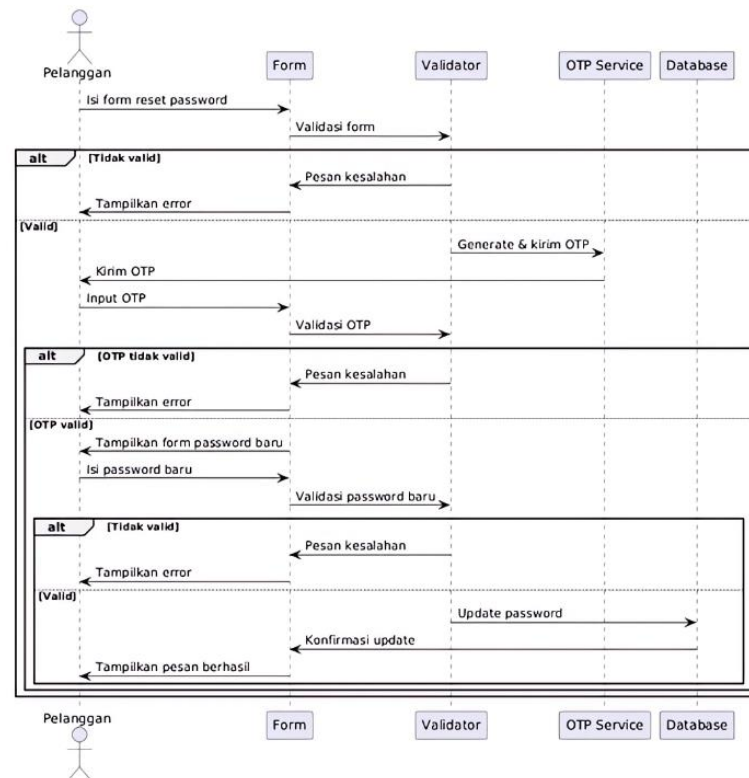 Pelanggan
Form
Validator
OTP Service
Database
Isi form reset password
Validasi form
alt
[Tidak valid]
Pesan kesalahan
Tampilkan error
[Valid]
Generate & kirim OTP
Kirim OTP
Input OTP
Validasi OTP
alt
[OTP tidak valid]
Pesan kesalahan
Tampilkan error
[OTP valid]
Tampilkan form password baru
Isi password baru
Validasi password baru
alt
[Tidak valid]
Pesan kesalahan
Tampilkan error
[Valid]
Update password
Konfirmasi update
Tampilkan pesan berhasil
Pelanggan
Form
Validator
OTP Service
Database